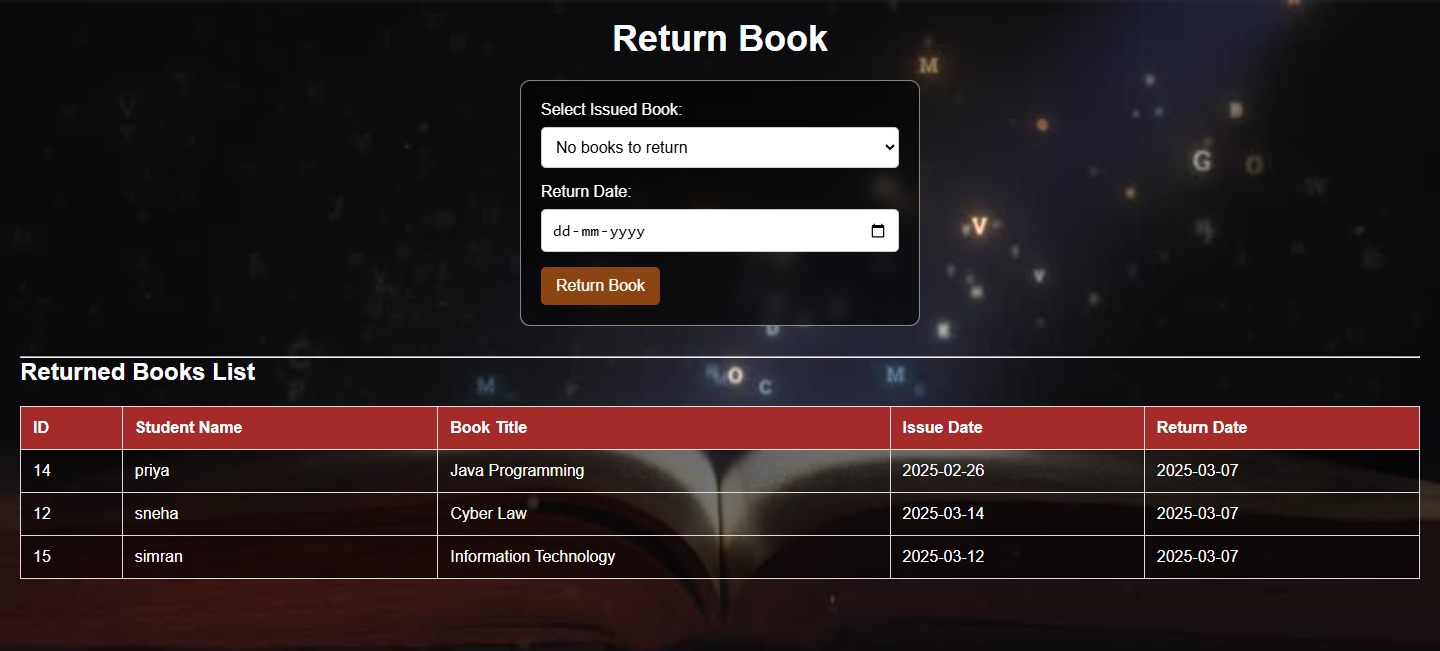 Return Book
Select Issued Book:
No books to return
Return Date:
dd-mm-yyyy
Return Book
Returned Books List
ID Student Name Book Title Issue Date Return Date
14 priya Java Programming 2025-02-26 2025-03-07
12 sneha Cyber Law 2025-03-14 2025-03-07
15 simran Information Technology 2025-03-12 2025-03-07